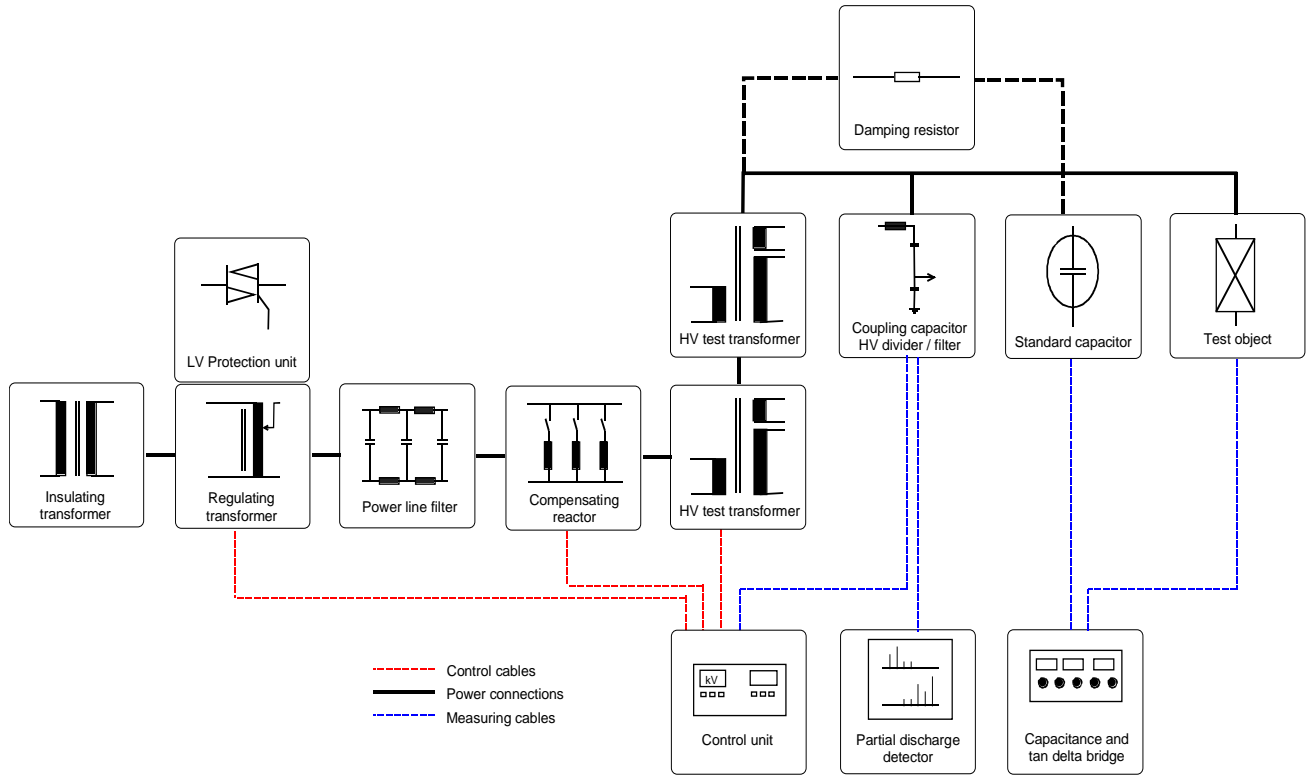 Damping resistor
LV Protection unit
HV test transformer
Coupling capacitor
HV divider / filter
Standard capacitor
Test object
Insulating
transformer
Regulating
transformer
Power line filter
Compensating
reactor
HV test transformer
Control cables
Power connections
Measuring cables
kV
Control unit
Partial discharge
detector
Capacitance and
tan delta bridge